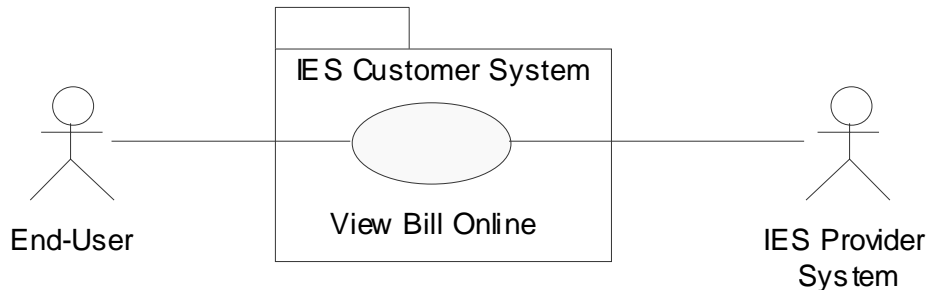 IES Customer System
View Bill Online
End-User
IES Provider
System